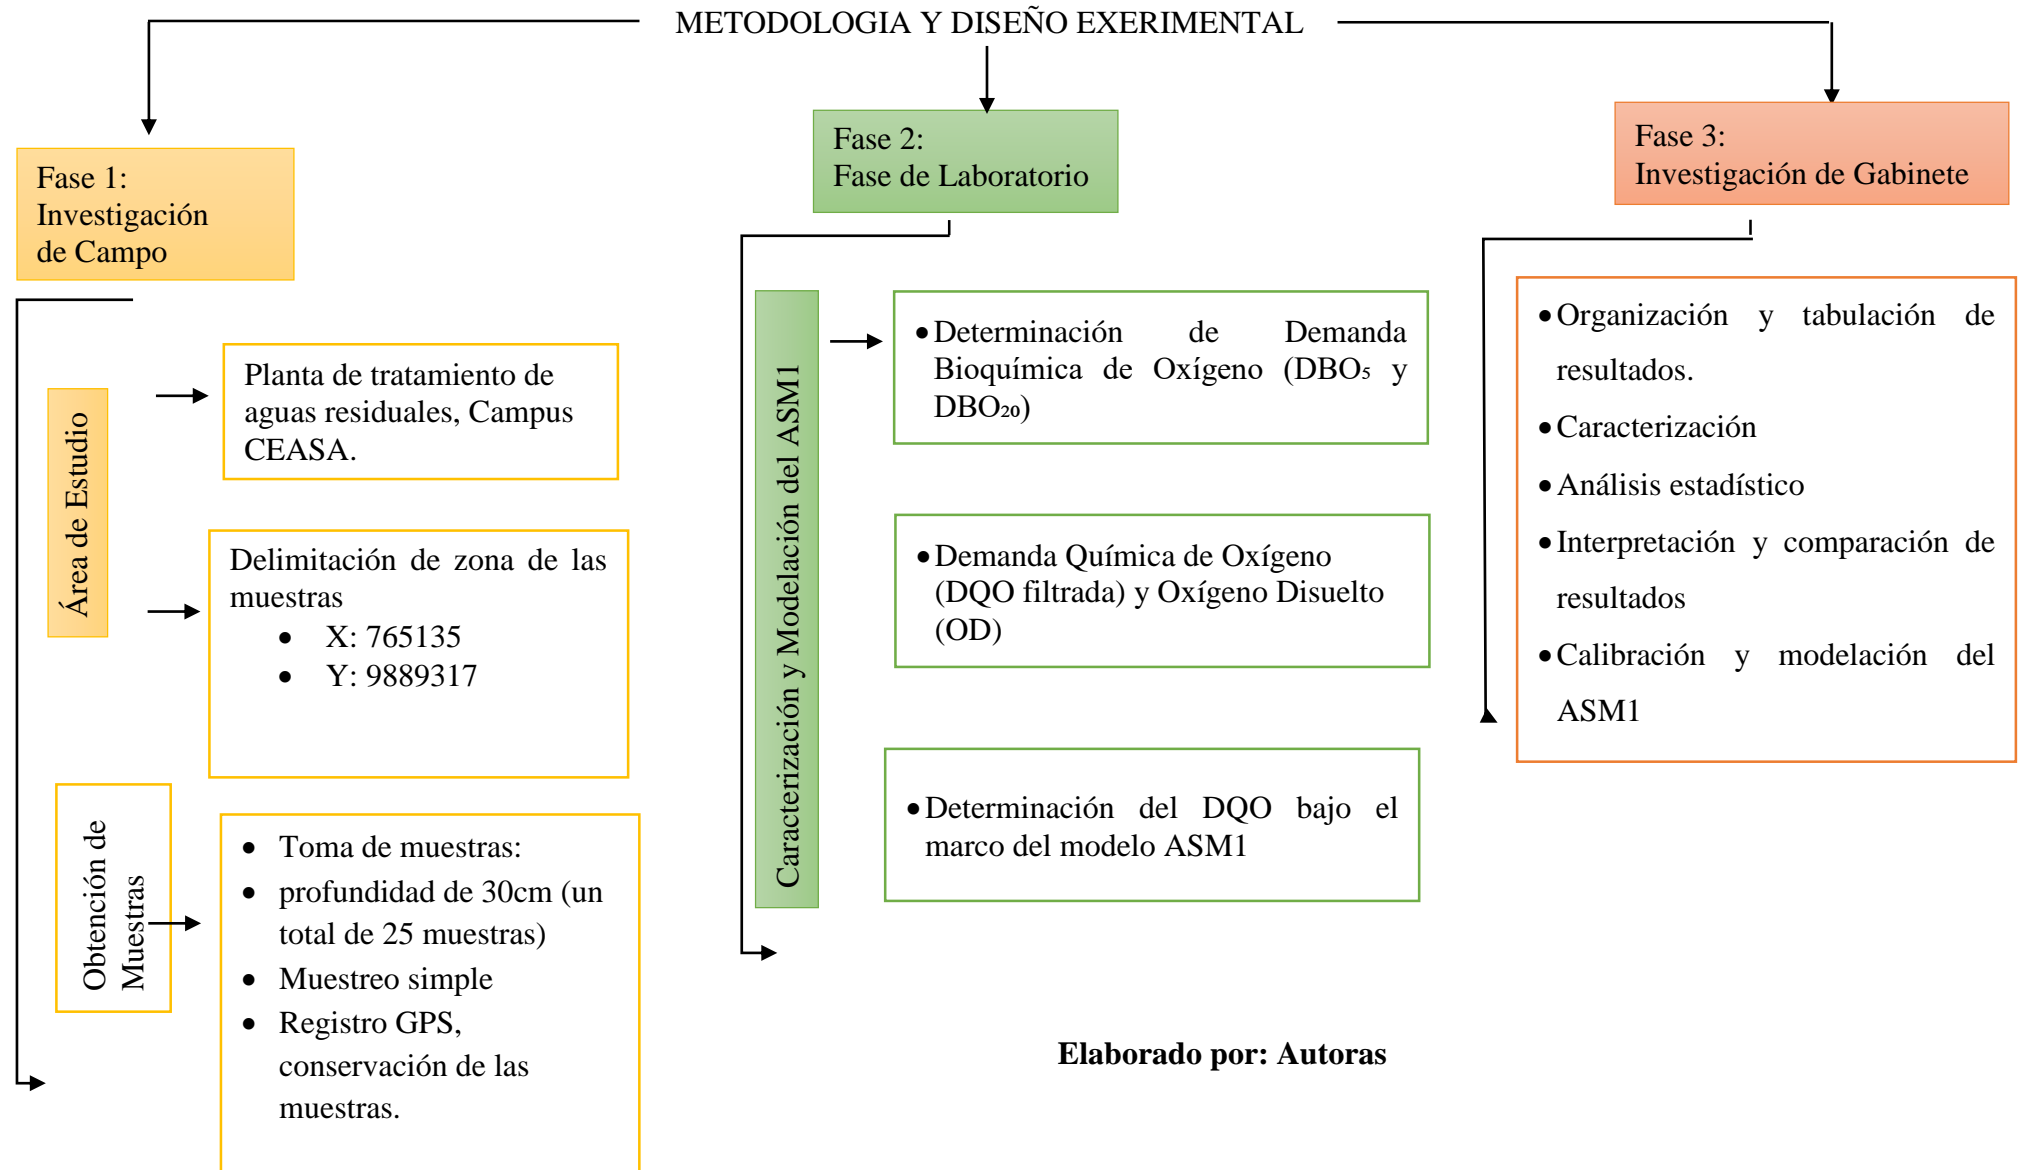 METODOLOGIA Y DISEÑO EXERIMENTAL
Fase 1:
Investigación
de Campo
Área de Estudio
Planta de tratamiento de
aguas residuales, Campus
CEASA.
Delimitación de zona de las
muestras
• X: 765135
• Y: 9889317
Obtención de
Muestras
• Toma de muestras:
• profundidad de 30cm (un
total de 25 muestras)
• Muestreo simple
• Registro GPS,
conservación de las
muestras.
Fase 2:
Fase de Laboratorio
Caracterización y Modelación del ASM1
• Determinación de Demanda
Bioquímica de Oxígeno (DBO₅ y
DBO₂₀)
• Demanda Química de Oxígeno
(DQO filtrada) y Oxígeno Disuelto
(OD)
• Determinación del DQO bajo el
marco del modelo ASM1
Fase 3:
Investigación de Gabinete
• Organización y tabulación de
resultados.
• Caracterización
• Análisis estadístico
• Interpretación y comparación de
resultados
• Calibración y modelación del
ASM1
Elaborado por: Autoras